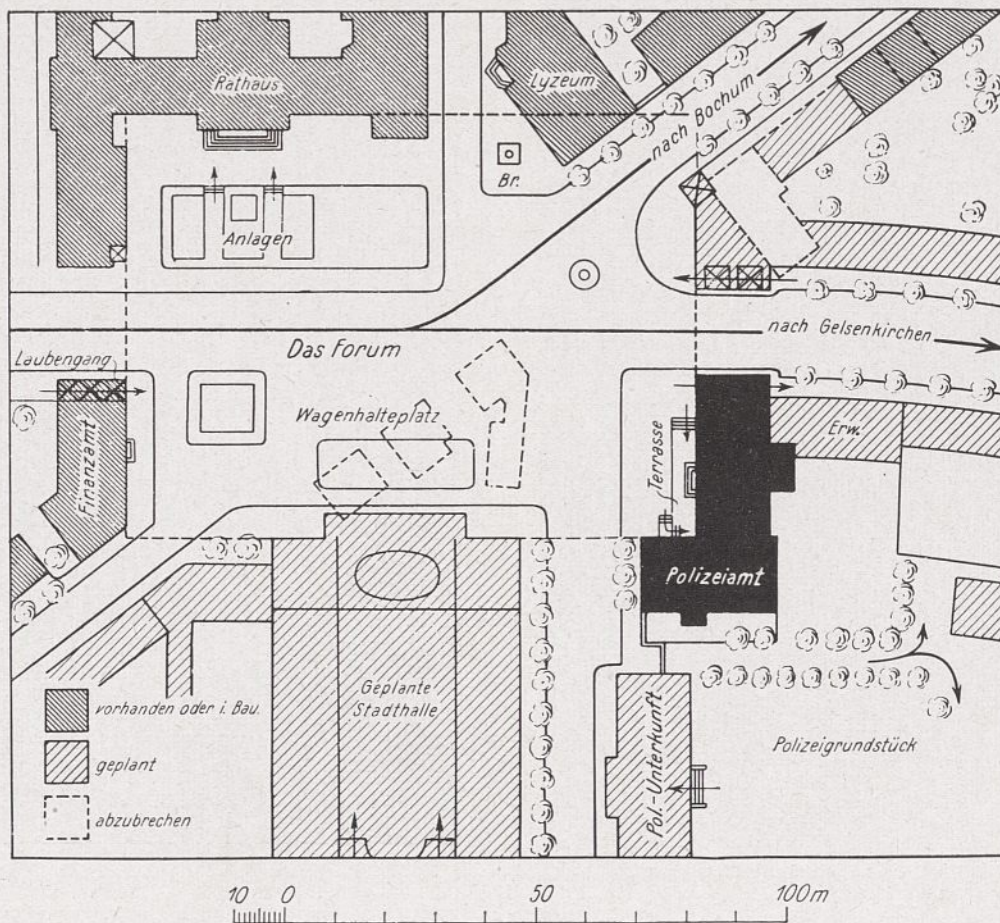 Rathaus
Lyzeum
nach Bochum
Br.
Anlagen
nach Gelsenkirchen
Das Forum
Laubengang
Wagenhalteplatz
Finanzamt
Terrasse
Erw.
Polizeiamt
Geplante
Stadthalle
vorhanden oder i. Bau.
geplant
abzubrechen
Pol.-Unterkunft
Polizeigrundstück
10 0 50 100 m